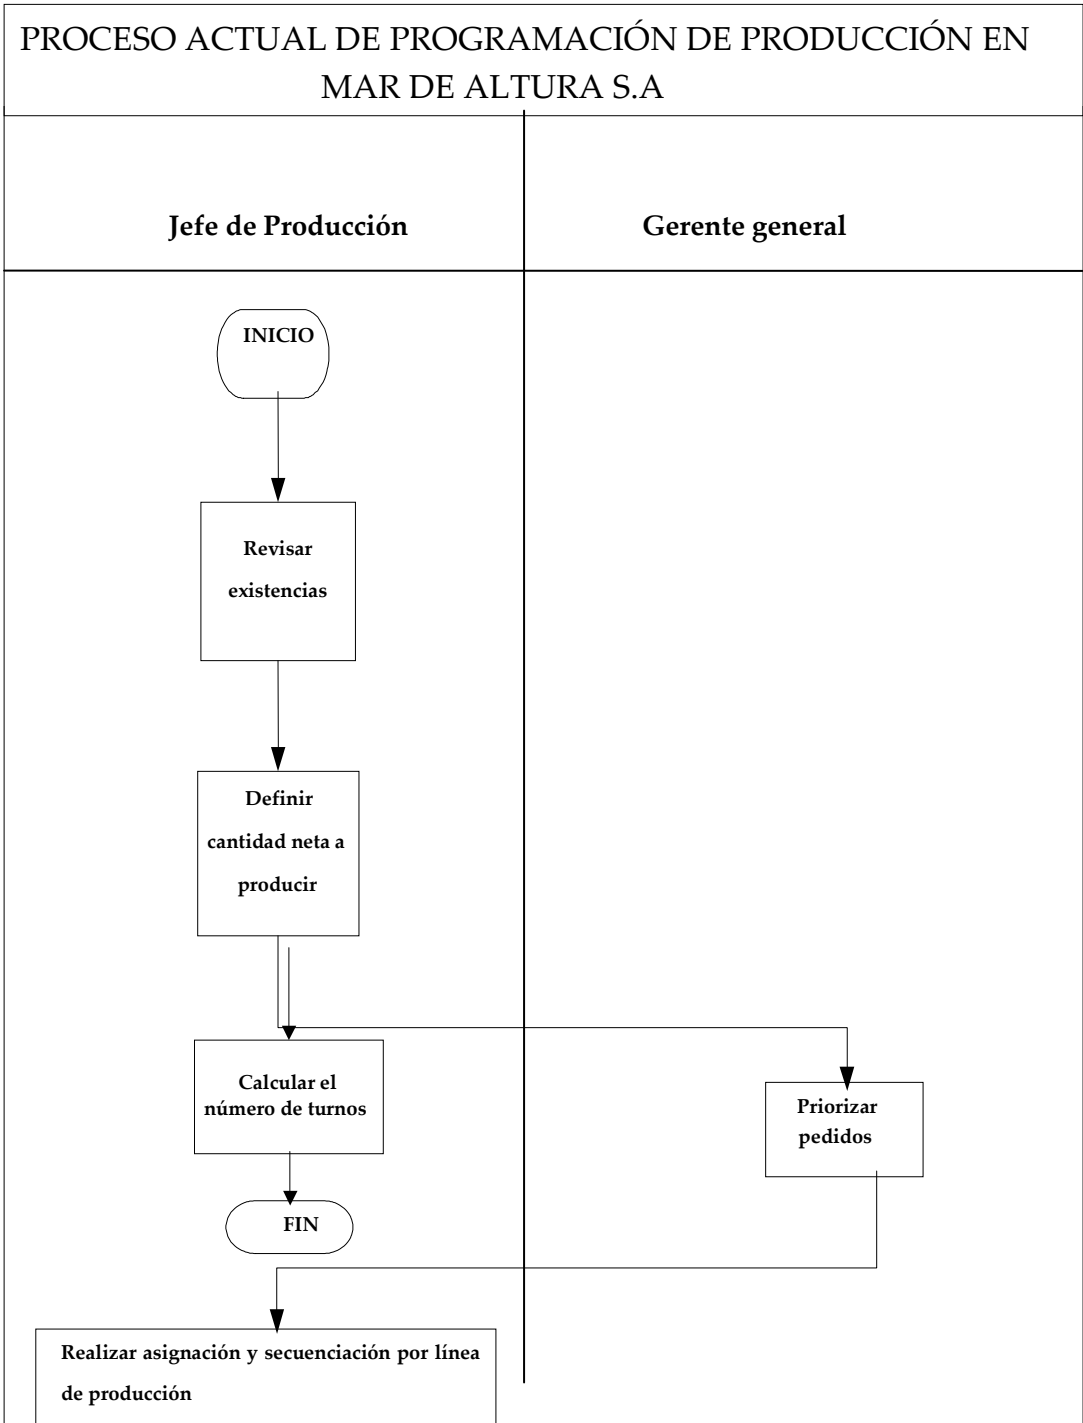 PROCESO ACTUAL DE PROGRAMACIÓN DE PRODUCCIÓN EN
MAR DE ALTURA S.A
Jefe de Producción
Gerente general
INICIO
Revisar
existencias
Definir
cantidad neta a
producir
Calcular el
número de turnos
Priorizar
pedidos
FIN
Realizar asignación y secuenciación por línea
de producción